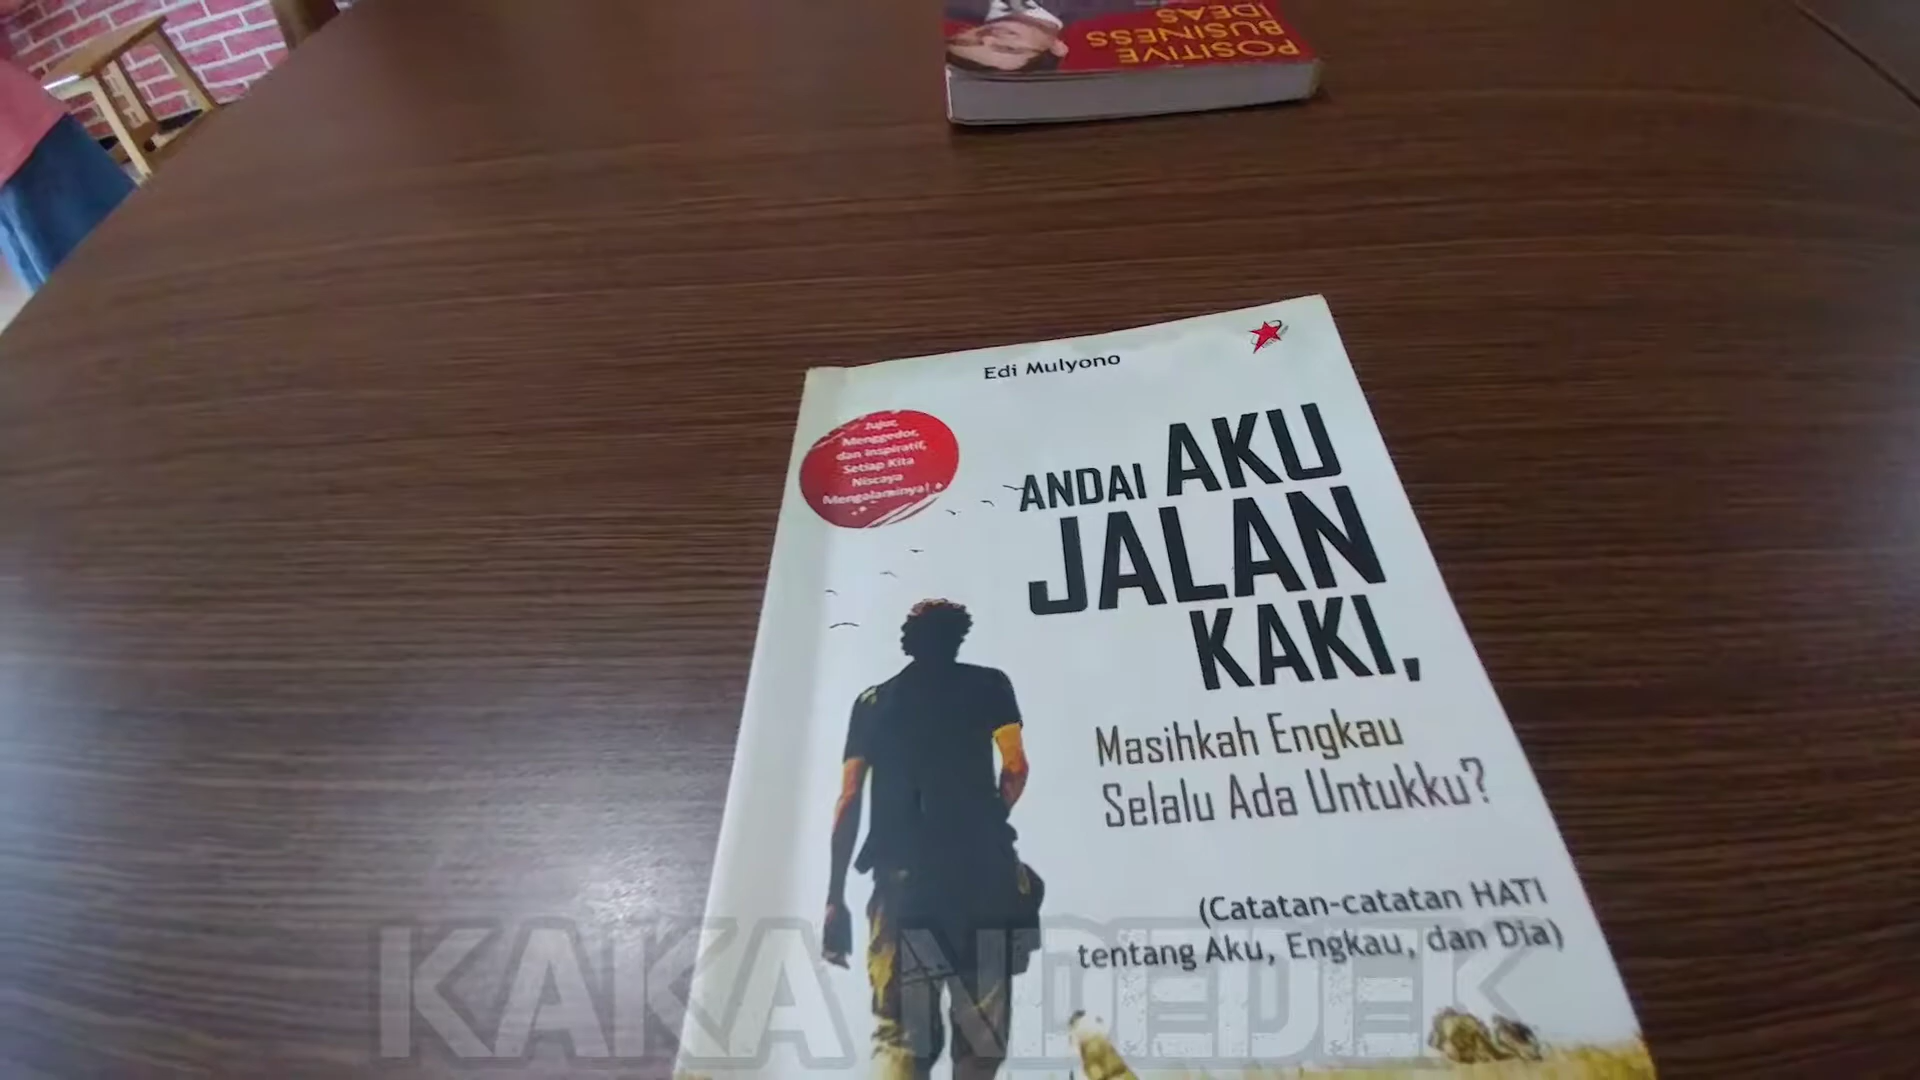 POSITIVE
BUSINESS
IDEAS
Edi Mulyono
Jujur,
Menggedor,
dan Inspiratif,
Setiap Kita
Niscaya
Mengalaminya!
ANDAI AKU
JALAN
KAKI,
Masihkah Engkau
Selalu Ada Untukku?
(Catatan-catatan HATI
tentang Aku, Engkau, dan Dia)
KAKA NDEDEK